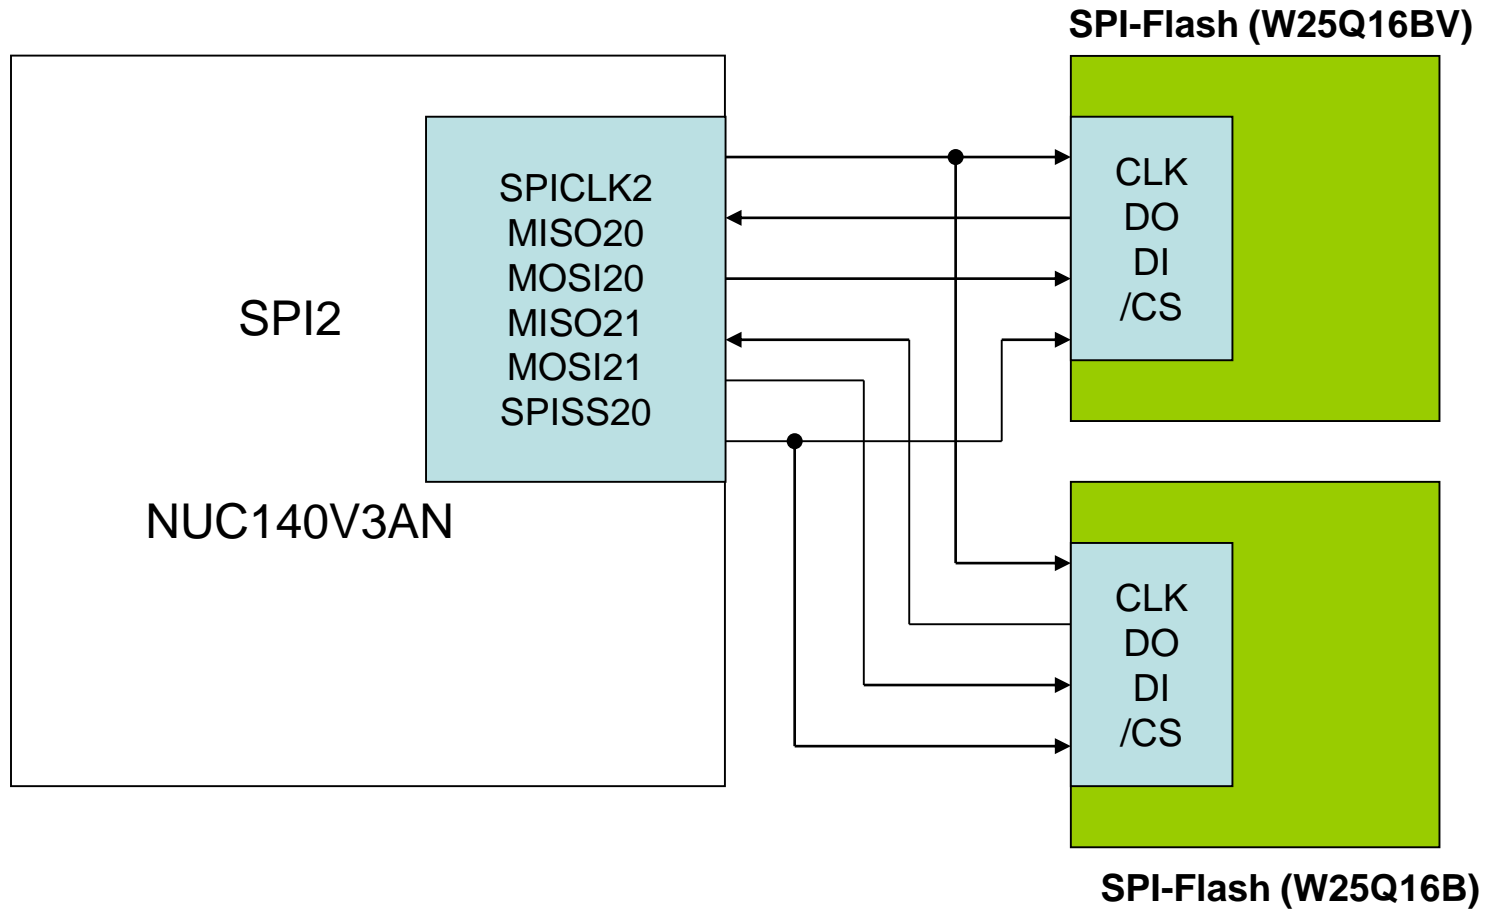 SPI-Flash (W25Q16BV)
SPICLK2
MISO20
MOSI20
MISO21
MOSI21
SPISS20
SPI2
NUC140V3AN
CLK
DO
DI
/CS
CLK
DO
DI
/CS
SPI-Flash (W25Q16B)